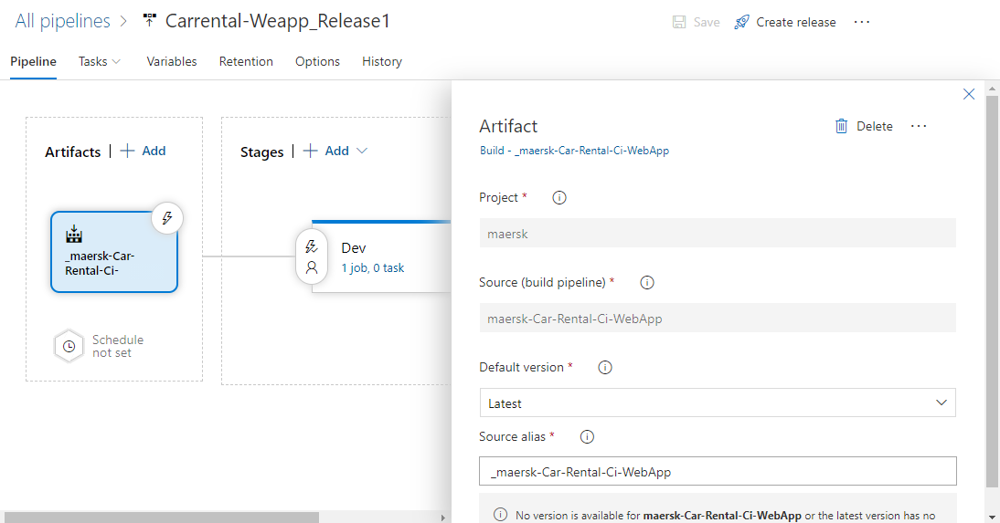 All pipelines > Carrental-Weapp_Release1
Save Create release ...
Pipeline Tasks Variables Retention Options History
Artifacts | + Add
Stages | + Add
_maersk-Car-
Rental-Ci-
Schedule
not set
Dev
1 job, 0 task
Artifact
Delete ...
Build - _maersk-Car-Rental-Ci-WebApp
Project *
maersk
Source (build pipeline) *
maersk-Car-Rental-Ci-WebApp
Default version *
Latest
Source alias *
_maersk-Car-Rental-Ci-WebApp
No version is available for maersk-Car-Rental-Ci-WebApp or the latest version has no